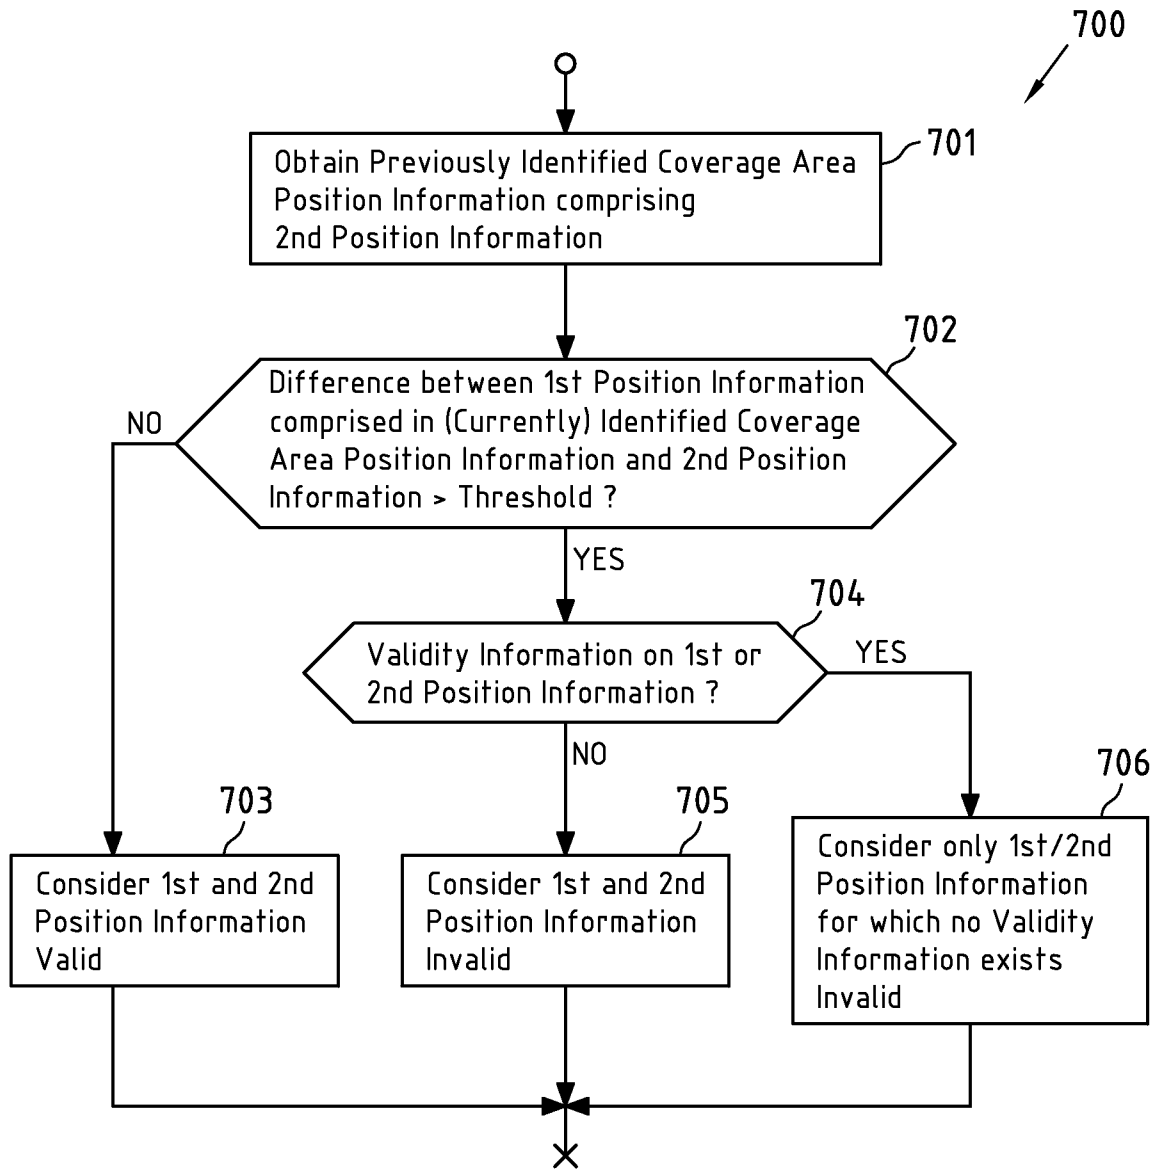 700
701
Obtain Previously Identified Coverage Area
Position Information comprising
2nd Position Information
702
Difference between 1st Position Information
comprised in (Currently) Identified Coverage
Area Position Information and 2nd Position
Information > Threshold ?
NO
YES
704
Validity Information on 1st or
2nd Position Information ?
YES
NO
703
Consider 1st and 2nd
Position Information
Valid
705
Consider 1st and 2nd
Position Information
Invalid
706
Consider only 1st/2nd
Position Information
for which no Validity
Information exists
Invalid